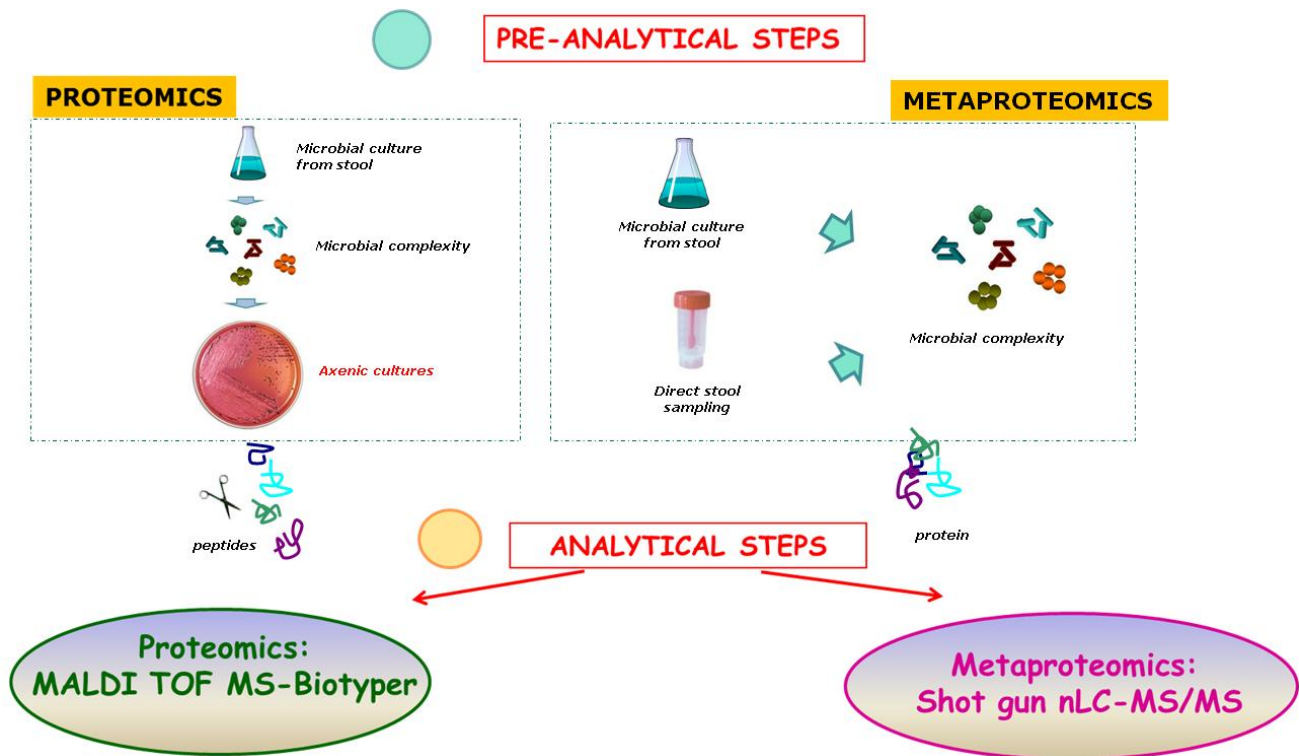 PRE-ANALYTICAL STEPS
PROTEOMICS
Microbial culture
from stool
Microbial complexity
Axenic cultures
peptides
METAPROTEOMICS
Microbial culture
from stool
Direct stool
sampling
Microbial complexity
protein
ANALYTICAL STEPS
Proteomics:
MALDI TOF MS-Biotyper
Metaproteomics:
Shot gun nLC-MS/MS